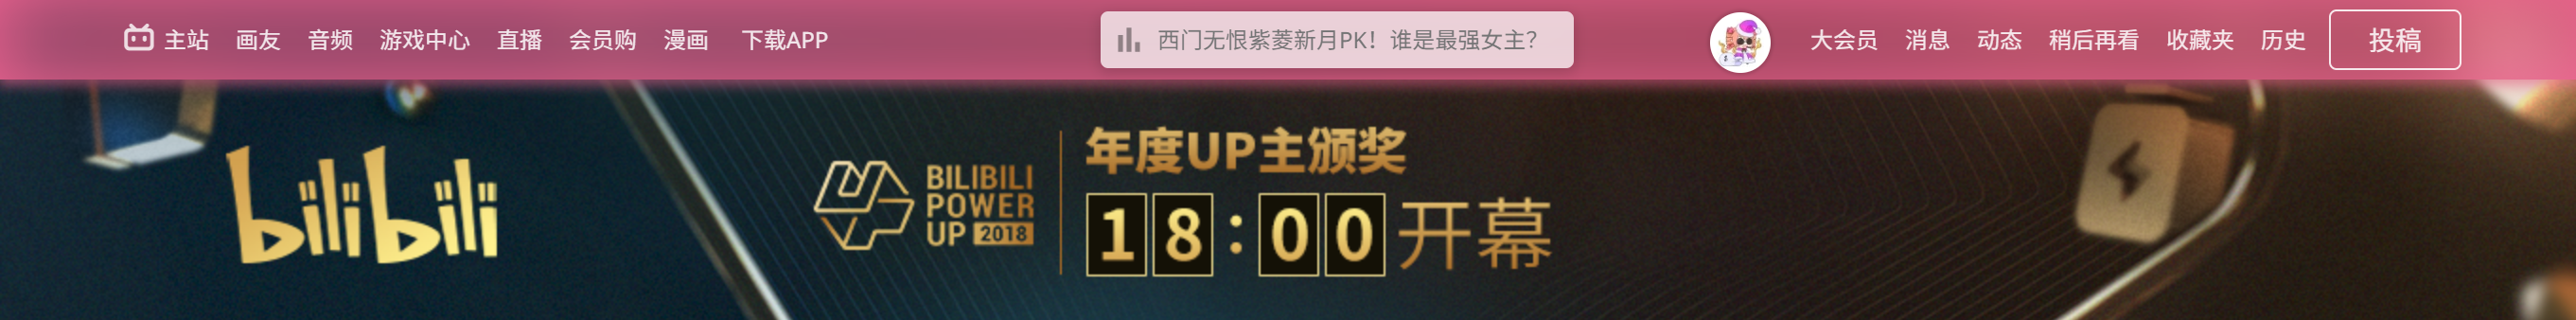 主站 画友 音频 游戏中心 直播 会员购 漫画 下载APP 西门无恨紫菱新月PK！谁是最强女主？ 大会员 消息 动态 稍后再看 收藏夹 历史 投稿
bilibili
BILIBILI
POWER
UP 2018
年度UP主颁奖
18:00开幕